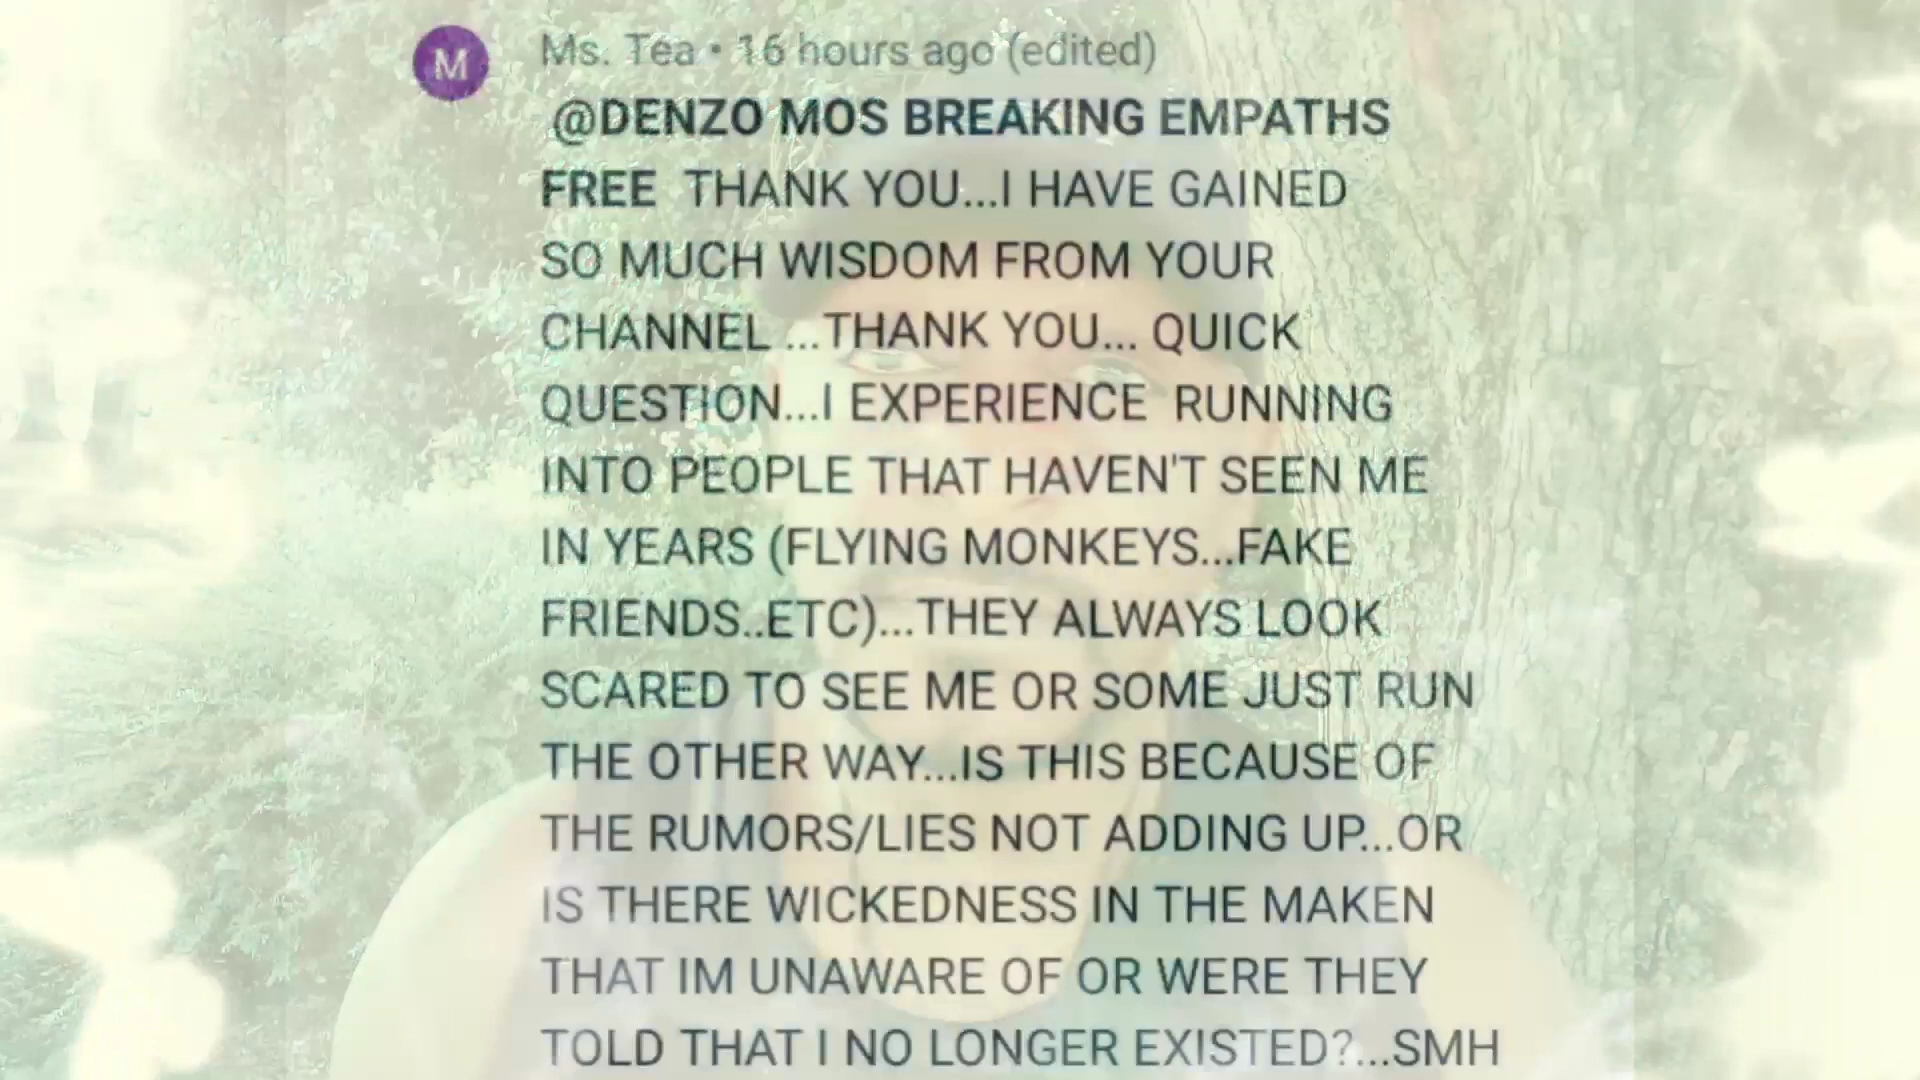 M
Ms. Tea • 16 hours ago (edited)
@DENZO MOS BREAKING EMPATHS
FREE THANK YOU...I HAVE GAINED
SO MUCH WISDOM FROM YOUR
CHANNEL ...THANK YOU... QUICK
QUESTION...I EXPERIENCE RUNNING
INTO PEOPLE THAT HAVEN'T SEEN ME
IN YEARS (FLYING MONKEYS...FAKE
FRIENDS..ETC)...THEY ALWAYS LOOK
SCARED TO SEE ME OR SOME JUST RUN
THE OTHER WAY...IS THIS BECAUSE OF
THE RUMORS/LIES NOT ADDING UP...OR
IS THERE WICKEDNESS IN THE MAKEN
THAT IM UNAWARE OF OR WERE THEY
TOLD THAT I NO LONGER EXISTED?...SMH